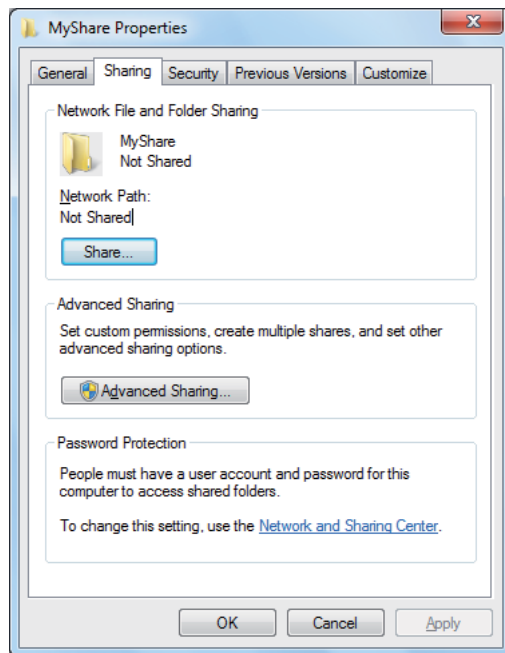 MyShare Properties
General Sharing Security Previous Versions Customize
Network File and Folder Sharing
MyShare
Not Shared
Network Path:
Not Shared
Share...
Advanced Sharing
Set custom permissions, create multiple shares, and set other
advanced sharing options.
Advanced Sharing...
Password Protection
People must have a user account and password for this
computer to access shared folders.
To change this setting, use the Network and Sharing Center.
OK Cancel Apply